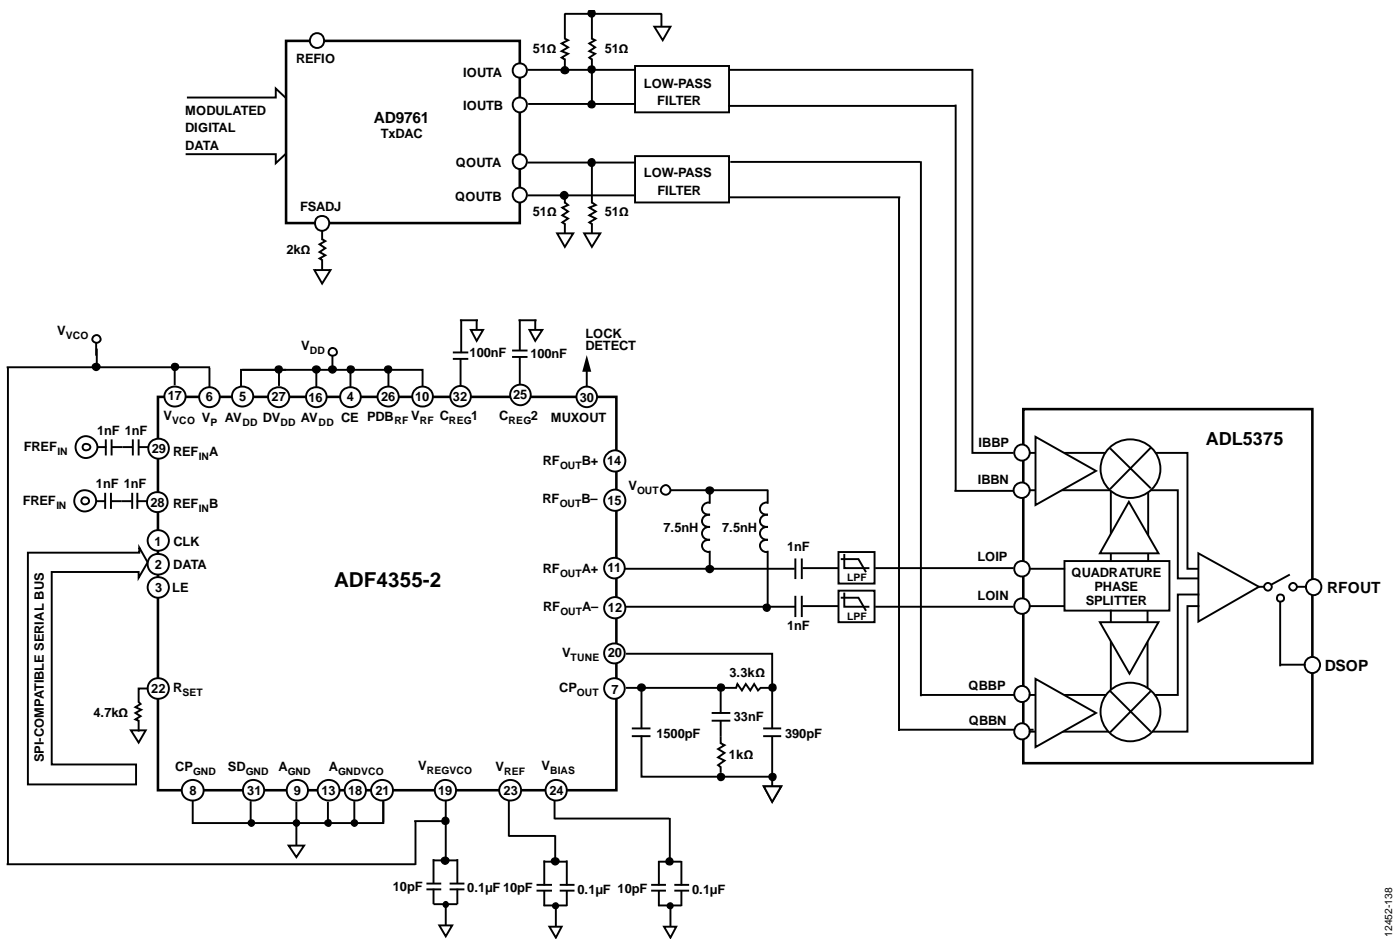 REFIO
51Ω
51Ω
IOUTA
IOUTB
QOUTA
QOUTB
AD9761
TxDAC
MODULATED
DIGITAL
DATA
FSADJ
2kΩ
LOW-PASS
FILTER
LOW-PASS
FILTER
51Ω
51Ω
VVCO
VDD
100nF
100nF
LOCK
DETECT
17
6
5
27
16
4
26
10
32
25
30
VVCO
VP
AVDD
DVDD
AVDD
CE
PDBRF
VRF
CREG1
CREG2
MUXOUT
FREFIN
1nF
1nF
29
REFINA
FREFIN
1nF
1nF
28
REFINB
1
CLK
2
DATA
3
LE
SPI-COMPATIBLE SERIAL BUS
22
RSET
4.7kΩ
ADF4355-2
RFOUTB+
14
RFOUTB–
15
VOUT
7.5nH
7.5nH
RFOUTA+
11
1nF
LPF
RFOUTA–
12
1nF
LPF
VTUNE
20
CPOUT
7
3.3kΩ
1500pF
33nF
1kΩ
390pF
CPGND
SDGND
AGND
AGNDVCO
VREGVCO
VREF
VBIAS
8
31
9
13
18
21
19
23
24
10pF
0.1µF
10pF
0.1µF
10pF
0.1µF
ADL5375
IBBP
IBBN
LOIP
LOIN
QBBP
QBBN
QUADRATURE
PHASE
SPLITTER
RFOUT
DSOP
12452-138